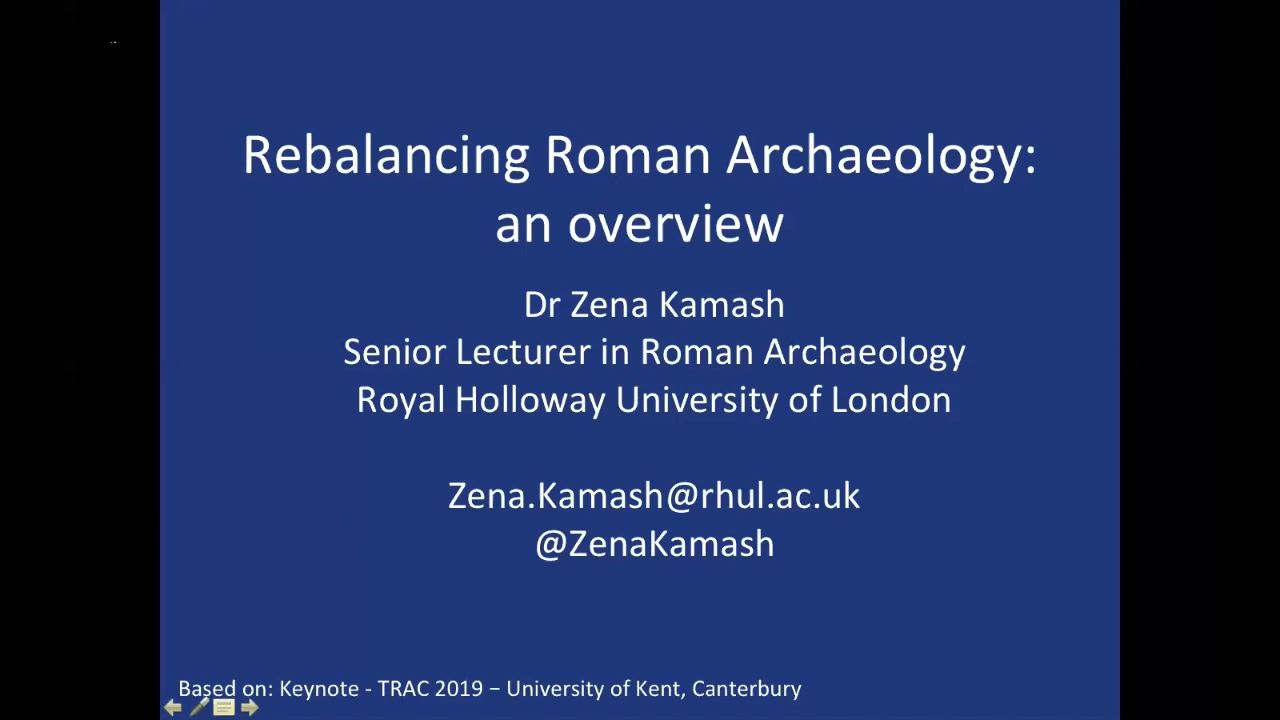 Rebalancing Roman Archaeology:
an overview
Dr Zena Kamash
Senior Lecturer in Roman Archaeology
Royal Holloway University of London
Zena.Kamash@rhul.ac.uk
@ZenaKamash
Based on: Keynote - TRAC 2019 – University of Kent, Canterbury